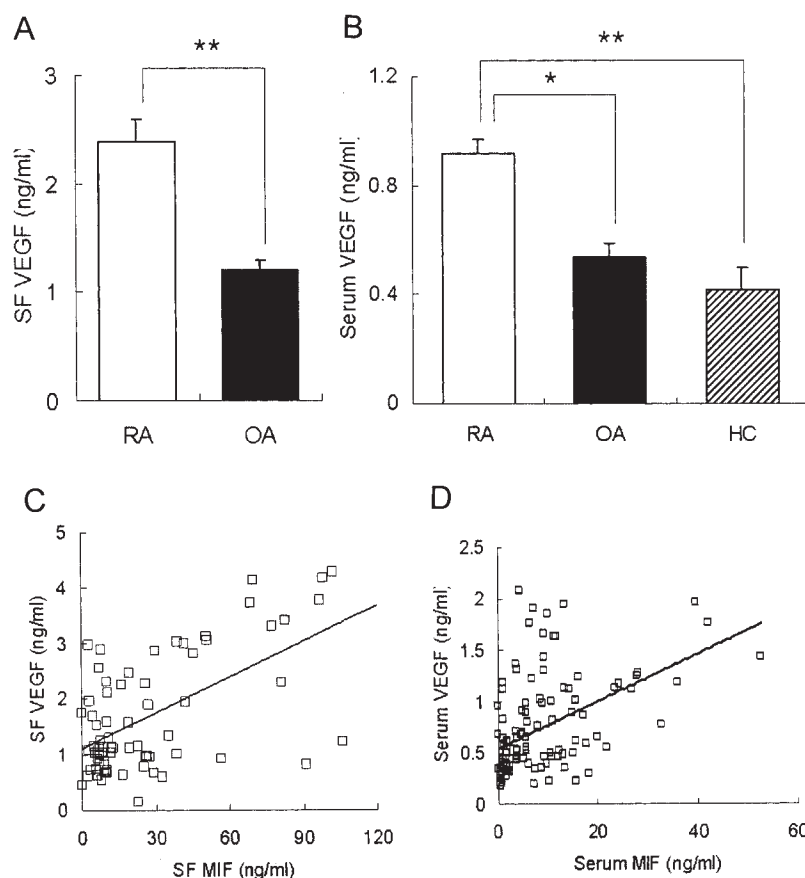 A
**
SF VEGF (ng/ml)
3
2
1
0
RA
OA
B
**
*
Serum VEGF (ng/ml)
1.2
0.8
0.4
0
RA
OA
HC
C
SF VEGF (ng/ml)
5
4
3
2
1
0
0
30
60
90
120
SF MIF (ng/ml)
D
Serum VEGF (ng/ml)
2.5
2
1.5
1
0.5
0
0
20
40
60
Serum MIF (ng/ml)